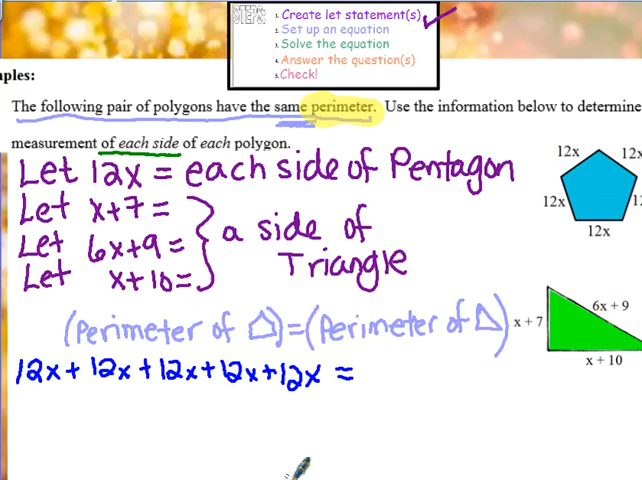 STEPS
1. Create let statement(s)
2. Set up an equation
3. Solve the equation
4. Answer the question(s)
5. Check!
ples:
The following pair of polygons have the same perimeter. Use the information below to determine
measurement of each side of each polygon.
Let 12x = each side of Pentagon
Let x+7 =
Let 6x+9 =
Let x+10 =
a side of
Triangle
(Perimeter of ) = (Perimeter of )
12x + 12x + 12x + 12x + 12x =
12x 12x
12x 12
12x
x + 7
6x + 9
x + 10